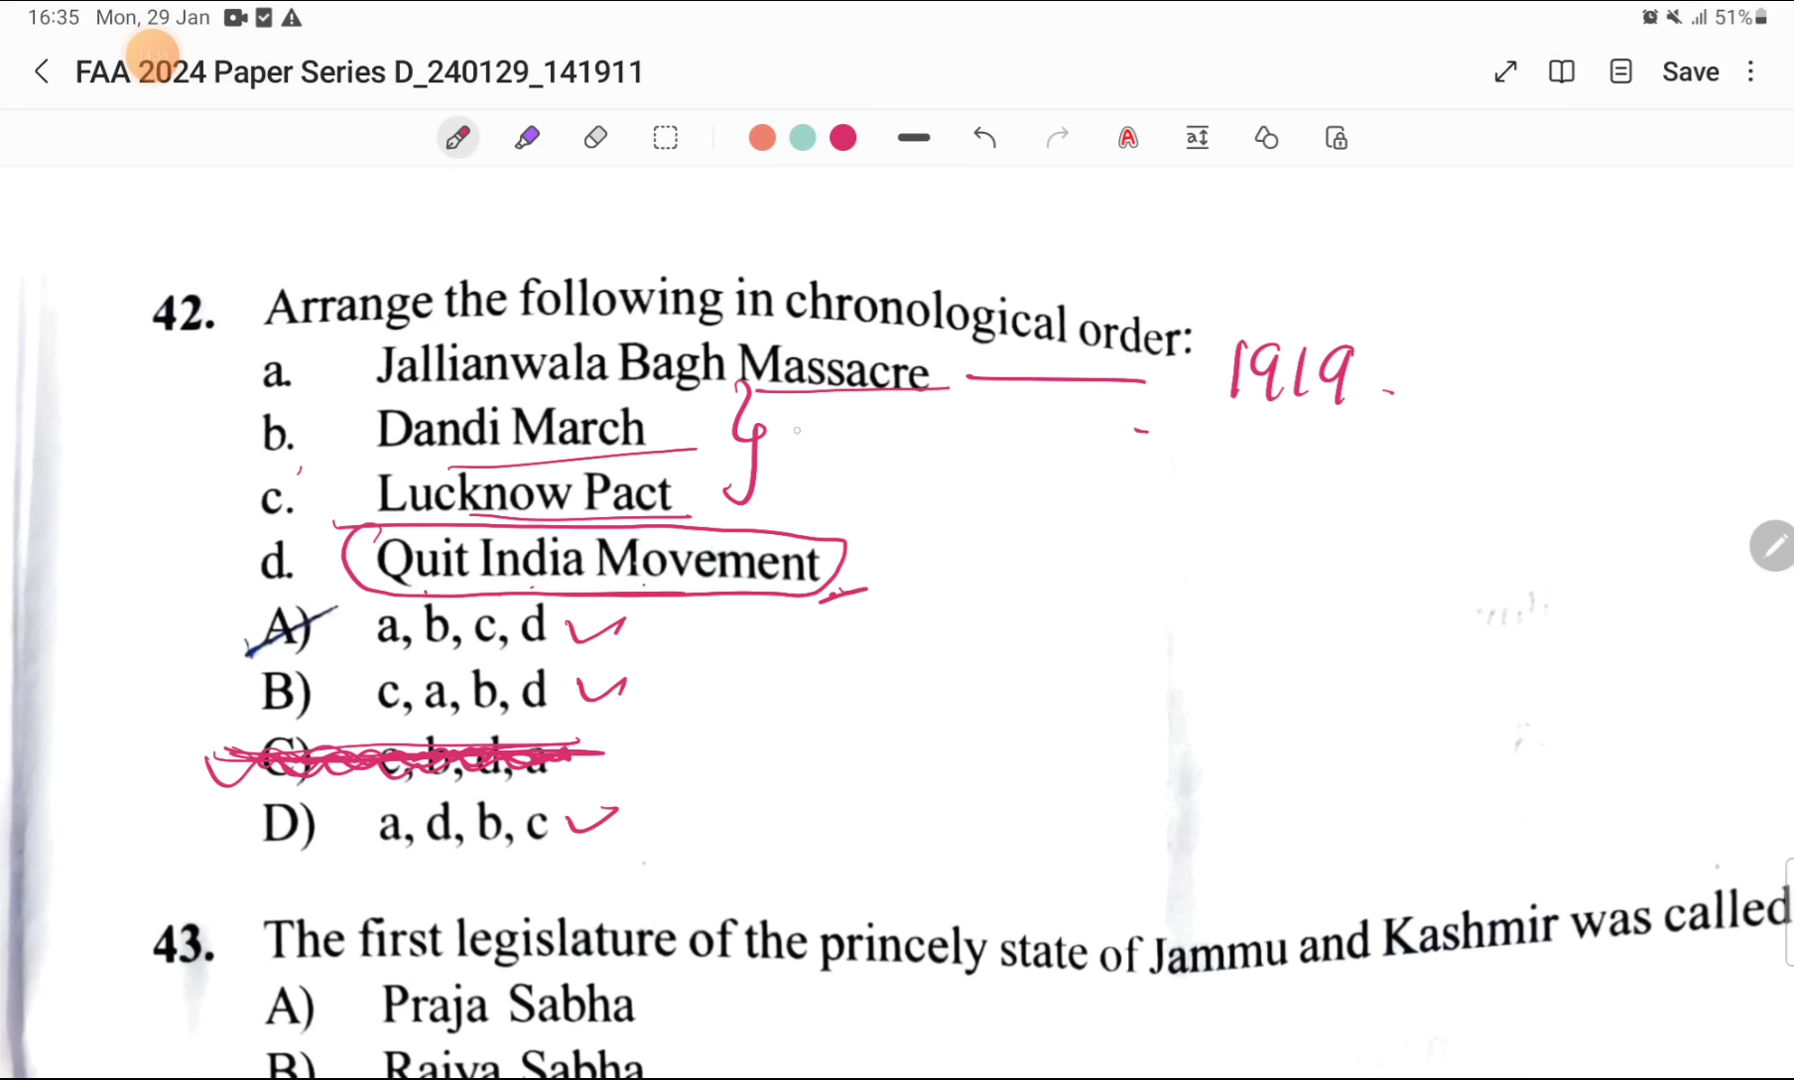 16:35 Mon, 29 Jan
51%
FAA 2024 Paper Series D_240129_141911
Save
42. Arrange the following in chronological order:
a. Jallianwala Bagh Massacre
1919
b. Dandi March
c. Lucknow Pact
d. Quit India Movement
A) a, b, c, d
B) c, a, b, d
C) c, b, d, a
D) a, d, b, c
43. The first legislature of the princely state of Jammu and Kashmir was called
A) Praja Sabha
B) Rajya Sabha